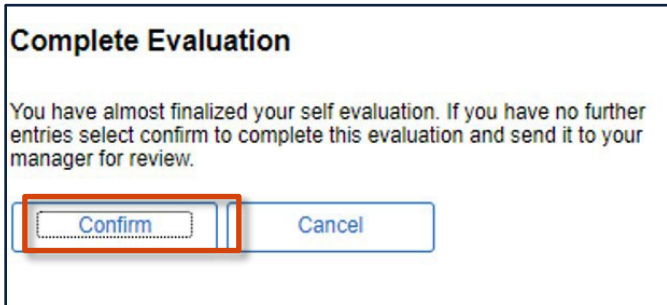 Complete Evaluation
You have almost finalized your self evaluation. If you have no further
entries select confirm to complete this evaluation and send it to your
manager for review.
Confirm
Cancel